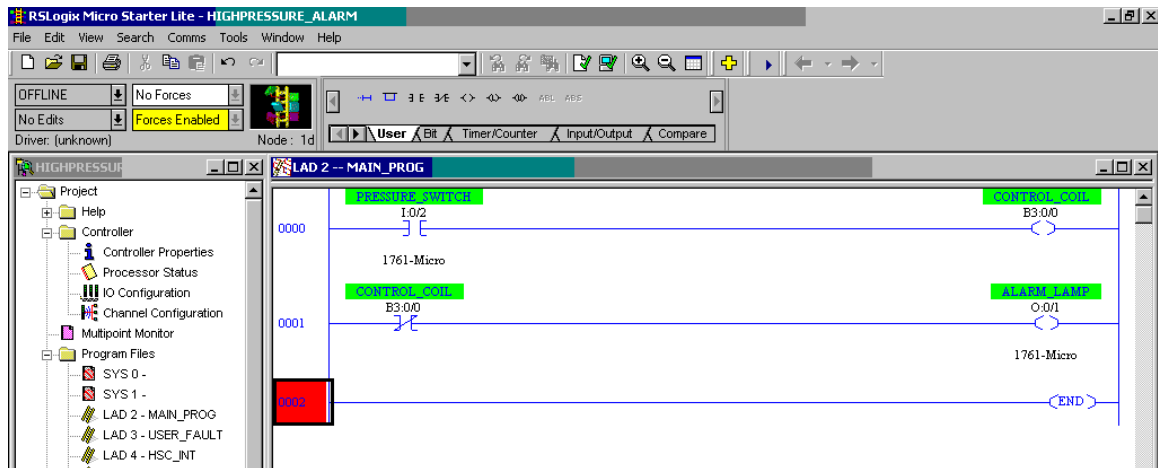 RSLogix Micro Starter Lite - HIGHPRESSURE_ALARM
File Edit View Search Comms Tools Window Help
OFFLINE No Forces
No Edits Forces Enabled
Driver: (unknown) Node : 1d
ABL ABS
User Bit Timer/Counter Input/Output Compare
HIGHPRESSUR
Project
Help
Controller
Controller Properties
Processor Status
IO Configuration
Channel Configuration
Multipoint Monitor
Program Files
SYS 0 -
SYS 1 -
LAD 2 - MAIN_PROG
LAD 3 - USER_FAULT
LAD 4 - HSC_INT
LAD 2 -- MAIN_PROG
PRESSURE_SWITCH CONTROL_COIL
I:0/2 B3:0/0
0000
1761-Micro
CONTROL_COIL ALARM_LAMP
B3:0/0 O:0/1
0001
1761-Micro
0002 END